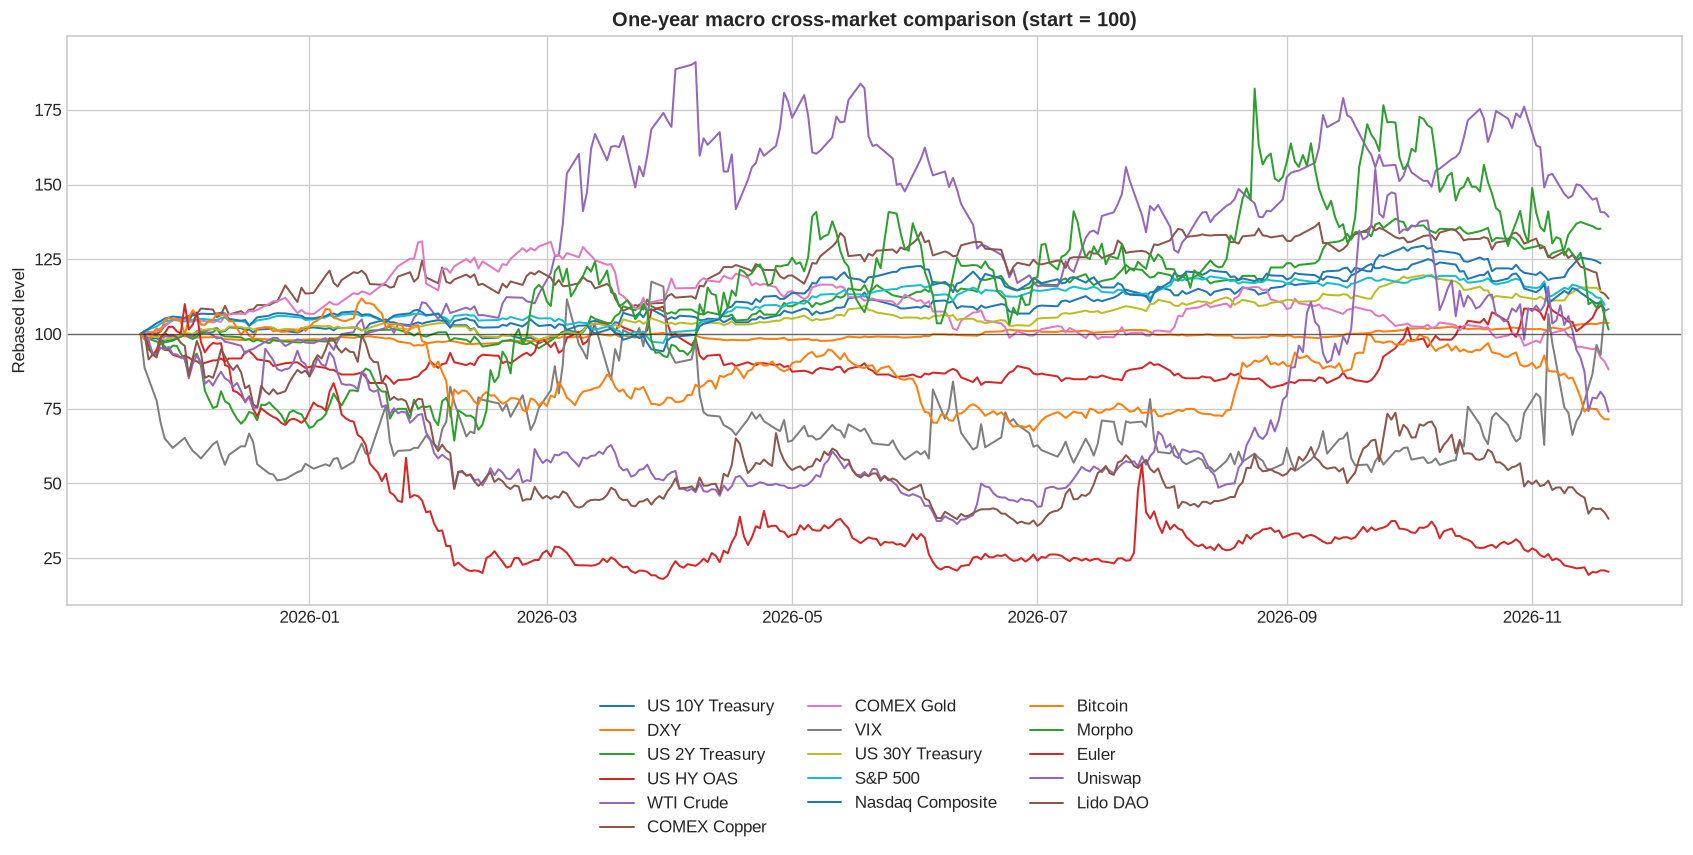 One-year macro cross-market comparison (start = 100)
Rebased level
175
150
125
100
75
50
25
2026-01
2026-03
2026-05
2026-07
2026-09
2026-11
US 10Y Treasury
DXY
US 2Y Treasury
US HY OAS
WTI Crude
COMEX Copper
COMEX Gold
VIX
US 30Y Treasury
S&P 500
Nasdaq Composite
Bitcoin
Morpho
Euler
Uniswap
Lido DAO